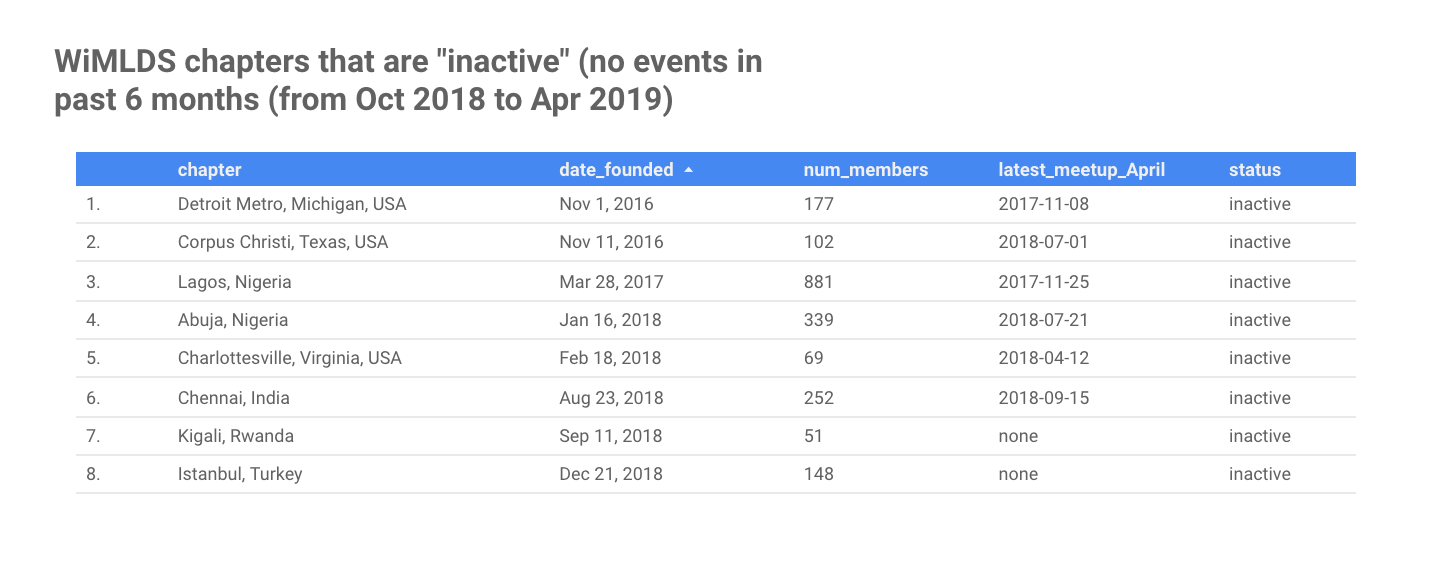 WiMLDS chapters that are "inactive" (no events in
past 6 months (from Oct 2018 to Apr 2019)
chapter date_founded num_members latest_meetup_April status
1. Detroit Metro, Michigan, USA Nov 1, 2016 177 2017-11-08 inactive
2. Corpus Christi, Texas, USA Nov 11, 2016 102 2018-07-01 inactive
3. Lagos, Nigeria Mar 28, 2017 881 2017-11-25 inactive
4. Abuja, Nigeria Jan 16, 2018 339 2018-07-21 inactive
5. Charlottesville, Virginia, USA Feb 18, 2018 69 2018-04-12 inactive
6. Chennai, India Aug 23, 2018 252 2018-09-15 inactive
7. Kigali, Rwanda Sep 11, 2018 51 none inactive
8. Istanbul, Turkey Dec 21, 2018 148 none inactive